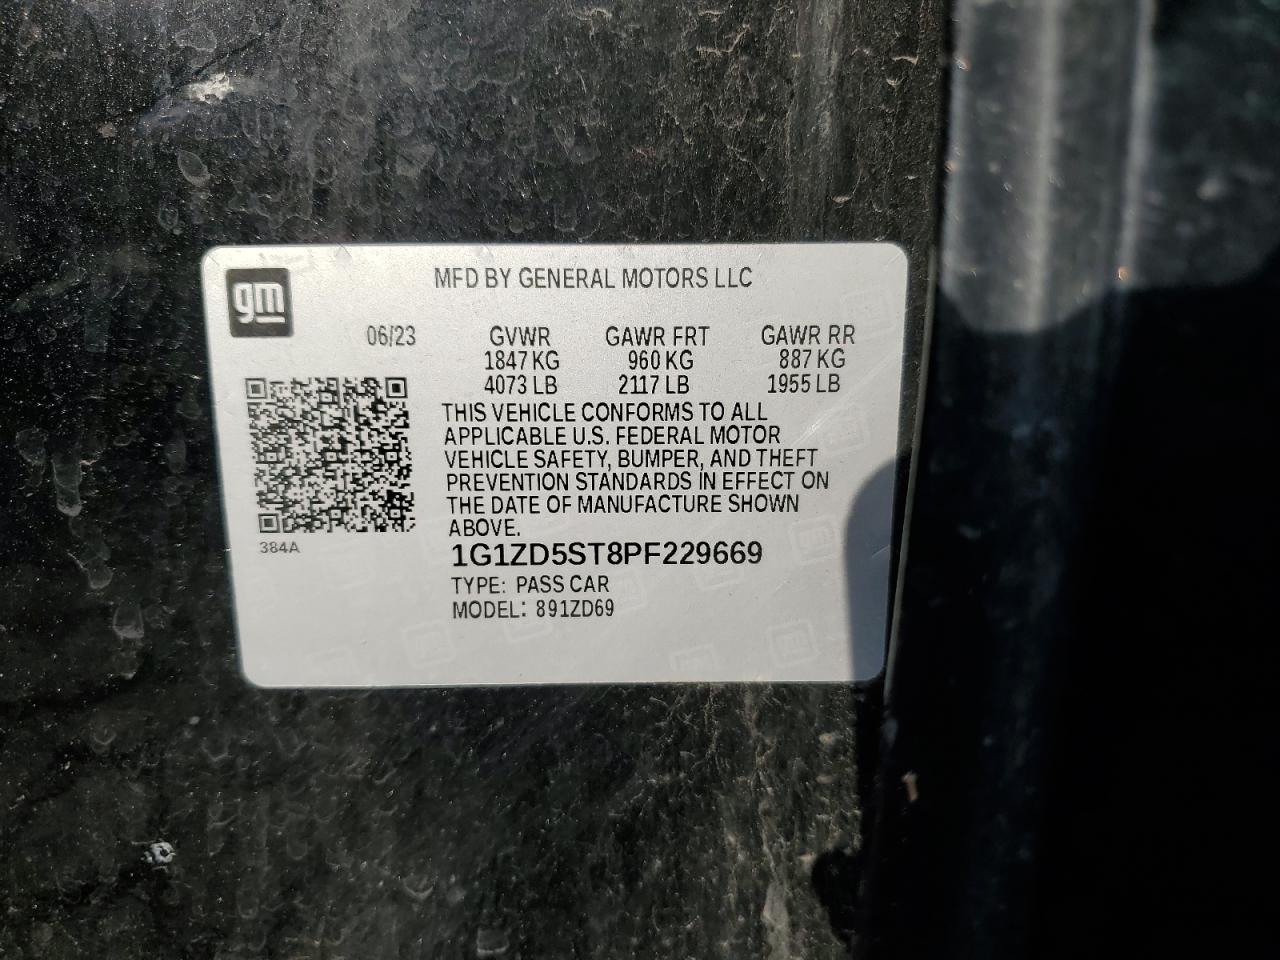 gm
MFD BY GENERAL MOTORS LLC
06/23 GVWR GAWR FRT GAWR RR
1847 KG 960 KG 887 KG
4073 LB 2117 LB 1955 LB
THIS VEHICLE CONFORMS TO ALL
APPLICABLE U.S. FEDERAL MOTOR
VEHICLE SAFETY, BUMPER, AND THEFT
PREVENTION STANDARDS IN EFFECT ON
THE DATE OF MANUFACTURE SHOWN
ABOVE.
384A
1G1ZD5ST8PF229669
TYPE: PASS CAR
MODEL: 891ZD69